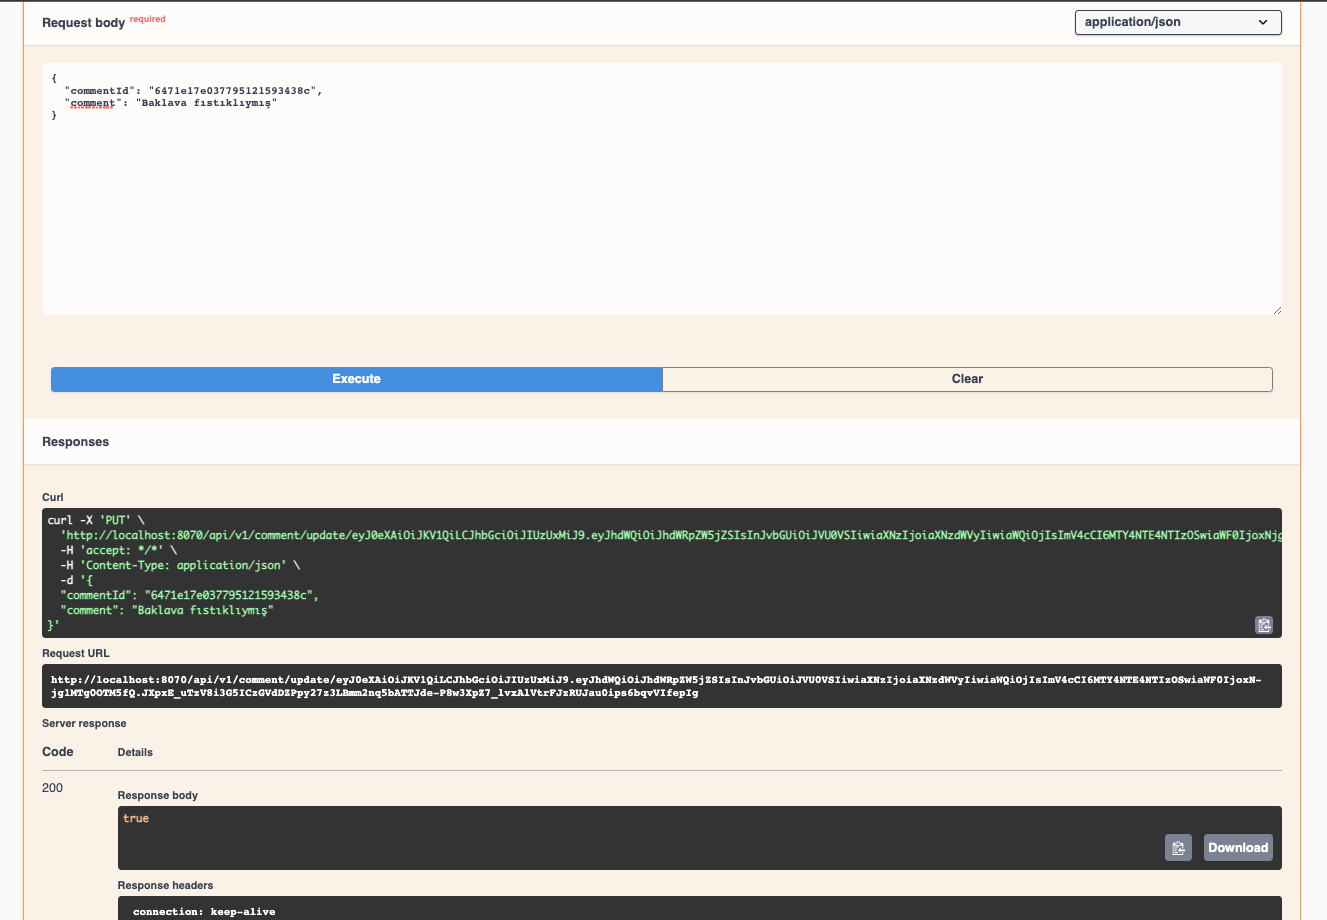 Request body required
application/json
{
"commentId": "6471e17e037795121593438c",
"comment": "Baklava fıstıklıymış"
}
Execute
Clear
Responses
Curl
curl -X 'PUT' \
'http://localhost:8070/api/v1/comment/update/eyJ0eXAiOiJKV1QiLCJhbGciOiJIUzUxMiJ9.eyJhdWQiOiJhdWRpZW5jZSIsInJvbGUiOiJVU0VSIiwiaXNzIjoiaXNzdWVyIiwiaWQiOjIsImV4cCI6MTY4NTE4NTIzOSwiaWF0IjoxNjg
-H 'accept: */*' \
-H 'Content-Type: application/json' \
-d '{
"commentId": "6471e17e037795121593438c",
"comment": "Baklava fıstıklıymış"
}'
Request URL
http://localhost:8070/api/v1/comment/update/eyJ0eXAiOiJKV1QiLCJhbGciOiJIUzUxMiJ9.eyJhdWQiOiJhdWRpZW5jZSIsInJvbGUiOiJVU0VSIiwiaXNzIjoiaXNzdWVyIiwiaWQiOjIsImV4cCI6MTY4NTE4NTIzOSwiaWF0IjoxN-
jg1MTg0OTM5fQ.JXpxE_uTzV8i3G5ICzGVdDZPpy27z3LBmm2nq5bATTJde-P8w3XpZ7_lvxAlVtrFJzRUJau0ips6bqvVIfepIg
Server response
Code
Details
200
Response body
true
Download
Response headers
connection: keep-alive